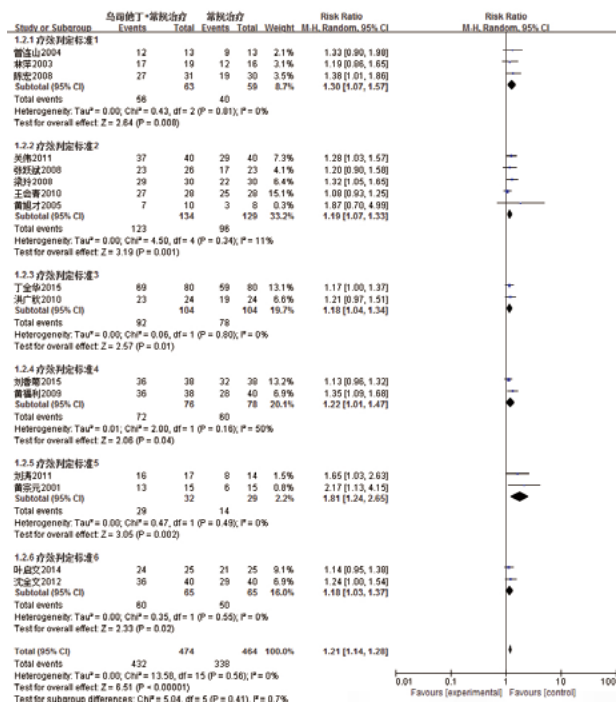 乌司他丁+常规治疗 常规治疗 Risk Ratio Risk Ratio
Study or Subgroup Events Total Events Total Weight M-H, Random, 95% CI M-H, Random, 95% CI
1.2.1 疗效判定标准1
曾连山2004 12 13 9 13 2.1% 1.33 [0.90, 1.98]
林萍2003 17 19 12 16 2.9% 1.19 [0.86, 1.65]
陈宏2008 27 31 19 30 3.6% 1.38 [1.01, 1.86]
Subtotal (95% CI) 63 59 8.7% 1.30 [1.07, 1.57]
Total events 56 40
Heterogeneity: Tau² = 0.00; Chi² = 0.43, df = 2 (P = 0.81); I² = 0%
Test for overall effect: Z = 2.64 (P = 0.008)
1.2.2 疗效判定标准2
关伟2011 37 40 29 40 7.3% 1.28 [1.03, 1.57]
张跃斌2008 23 26 17 23 4.2% 1.20 [0.90, 1.58]
梁玲2008 29 30 22 30 6.2% 1.32 [1.05, 1.65]
王会青2010 27 28 25 28 15.1% 1.08 [0.93, 1.25]
黄旭才2005 7 10 3 8 0.4% 1.87 [0.70, 4.99]
Subtotal (95% CI) 134 129 33.2% 1.19 [1.07, 1.33]
Total events 123 96
Heterogeneity: Tau² = 0.00; Chi² = 4.50, df = 4 (P = 0.34); I² = 11%
Test for overall effect: Z = 3.19 (P = 0.001)
1.2.3 疗效判定标准3
丁全华2015 69 80 59 80 13.1% 1.17 [1.00, 1.37]
洪广秋2010 23 24 19 24 6.6% 1.21 [0.97, 1.51]
Subtotal (95% CI) 104 104 19.7% 1.18 [1.04, 1.34]
Total events 92 78
Heterogeneity: Tau² = 0.00; Chi² = 0.06, df = 1 (P = 0.80); I² = 0%
Test for overall effect: Z = 2.57 (P = 0.01)
1.2.4 疗效判定标准4
刘香菊2015 36 38 32 38 13.2% 1.13 [0.96, 1.32]
黄福利2009 36 38 28 40 6.9% 1.35 [1.09, 1.68]
Subtotal (95% CI) 76 78 20.1% 1.22 [1.01, 1.47]
Total events 72 60
Heterogeneity: Tau² = 0.01; Chi² = 2.00, df = 1 (P = 0.16); I² = 50%
Test for overall effect: Z = 2.06 (P = 0.04)
1.2.5 疗效判定标准5
刘涛2011 16 17 8 14 1.5% 1.65 [1.03, 2.63]
黄宗元2001 13 15 6 15 0.8% 2.17 [1.13, 4.15]
Subtotal (95% CI) 32 29 2.2% 1.81 [1.24, 2.65]
Total events 29 14
Heterogeneity: Tau² = 0.00; Chi² = 0.47, df = 1 (P = 0.49); I² = 0%
Test for overall effect: Z = 3.05 (P = 0.002)
1.2.6 疗效判定标准6
叶启文2014 24 25 21 25 9.1% 1.14 [0.95, 1.38]
沈全文2012 36 40 29 40 6.9% 1.24 [1.00, 1.54]
Subtotal (95% CI) 65 65 16.0% 1.18 [1.03, 1.37]
Total events 60 50
Heterogeneity: Tau² = 0.00; Chi² = 0.35, df = 1 (P = 0.55); I² = 0%
Test for overall effect: Z = 2.33 (P = 0.02)
Total (95% CI) 474 464 100.0% 1.21 [1.14, 1.28]
Total events 432 338
Heterogeneity: Tau² = 0.00; Chi² = 13.58, df = 15 (P = 0.56); I² = 0%
Test for overall effect: Z = 6.51 (P < 0.00001)
Test for subgroup differences: Chi² = 5.04, df = 5 (P = 0.41), I² = 0.7%
0.01 0.1 1 10 100
Favours [experimental] Favours [control]